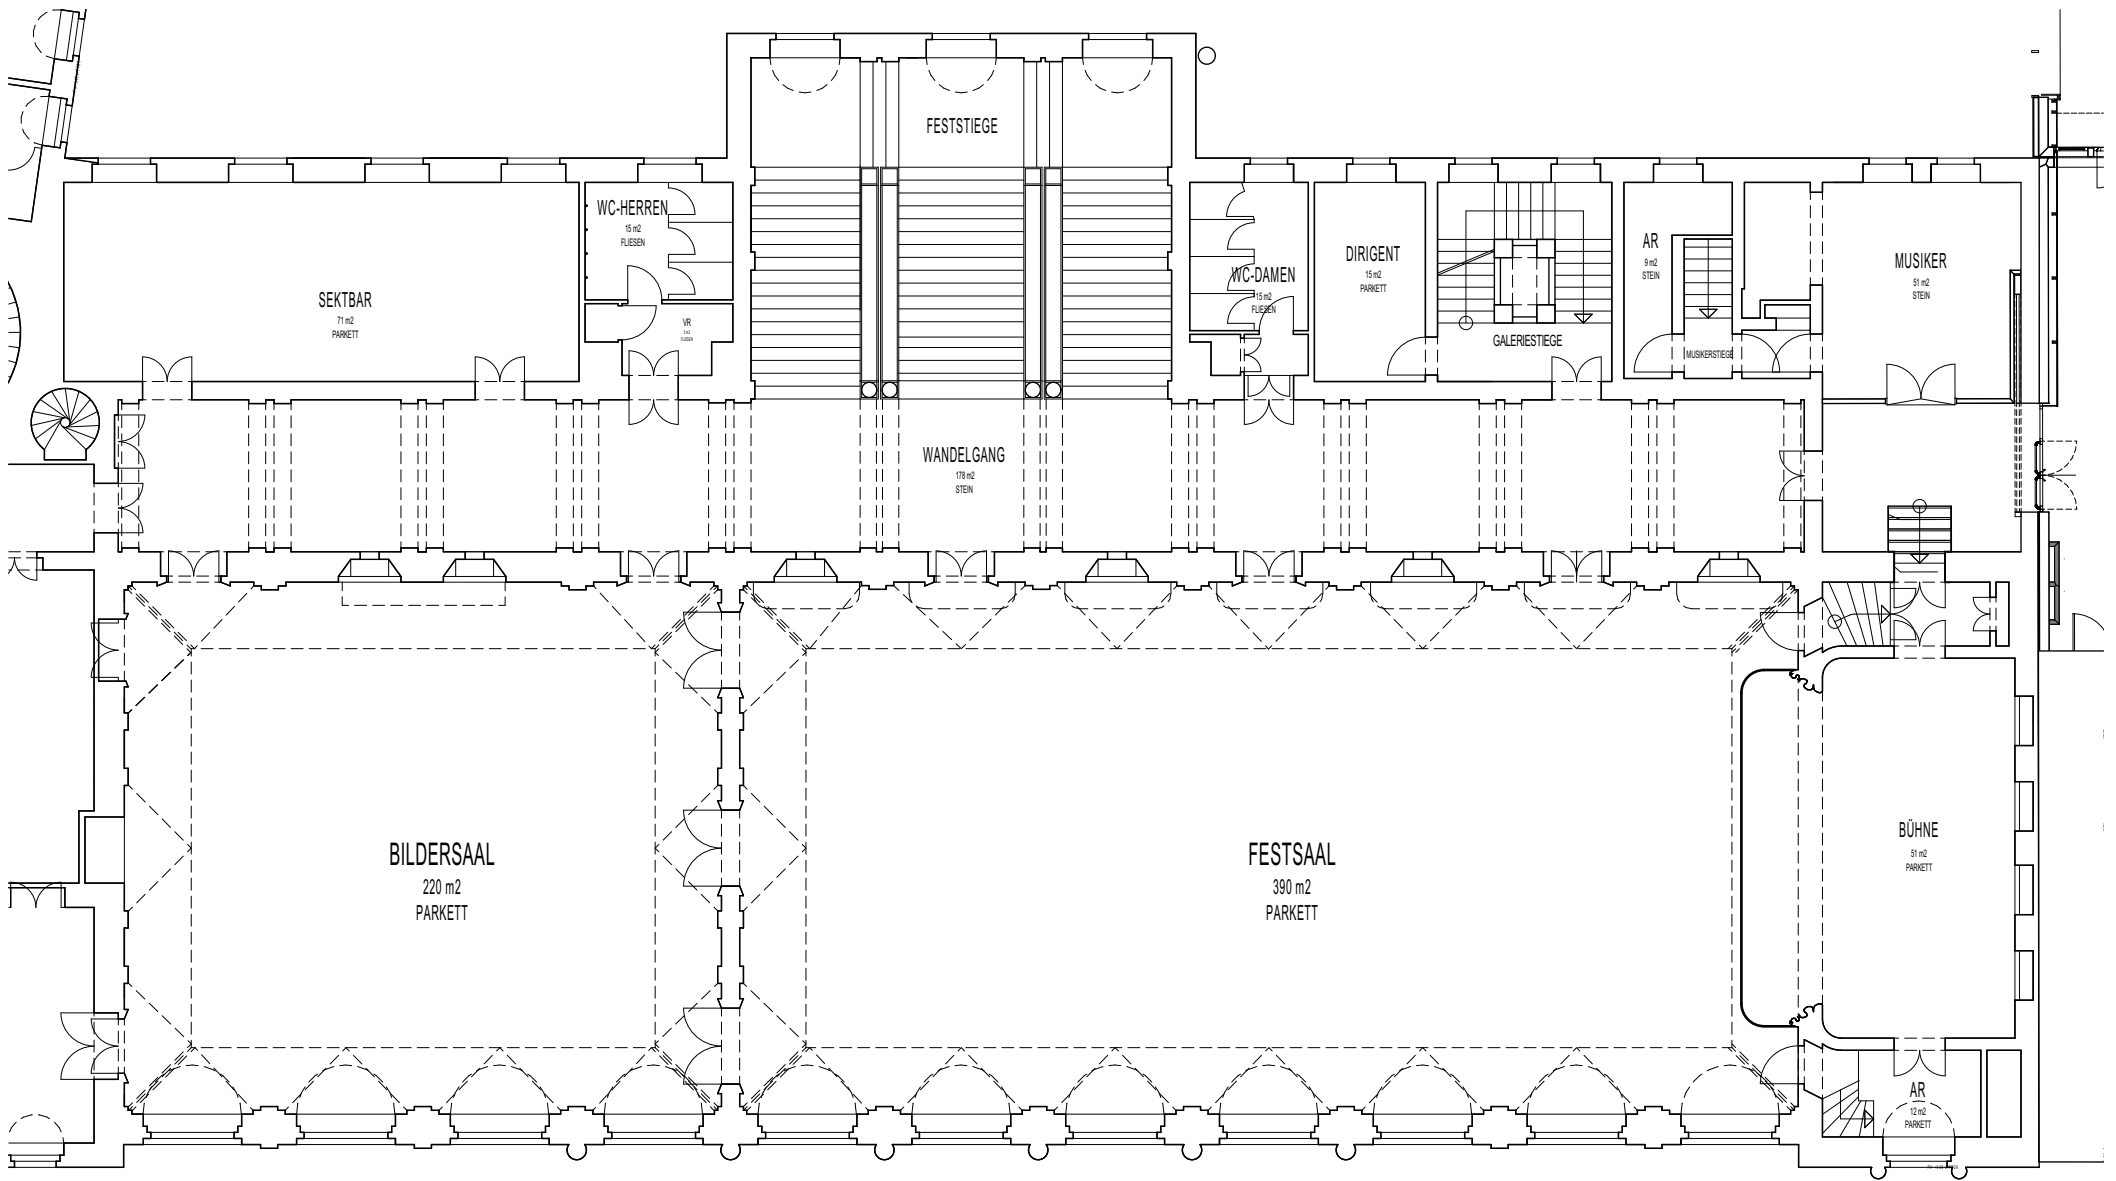 FESTSTIEGE
WC-HERREN
15 m2
FLIESEN
SEKTBAR
71 m2
PARKETT
VR
FLIESEN
WC-DAMEN
15 m2
FLIESEN
DIRIGENT
15 m2
PARKETT
GALERIESTIEGE
AR
9 m2
STEIN
MUSIKERSTIEGE
MUSIKER
51 m2
STEIN
WANDELGANG
178 m2
STEIN
BILDERSAAL
220 m2
PARKETT
FESTSAAL
390 m2
PARKETT
BÜHNE
51 m2
PARKETT
AR
12 m2
PARKETT